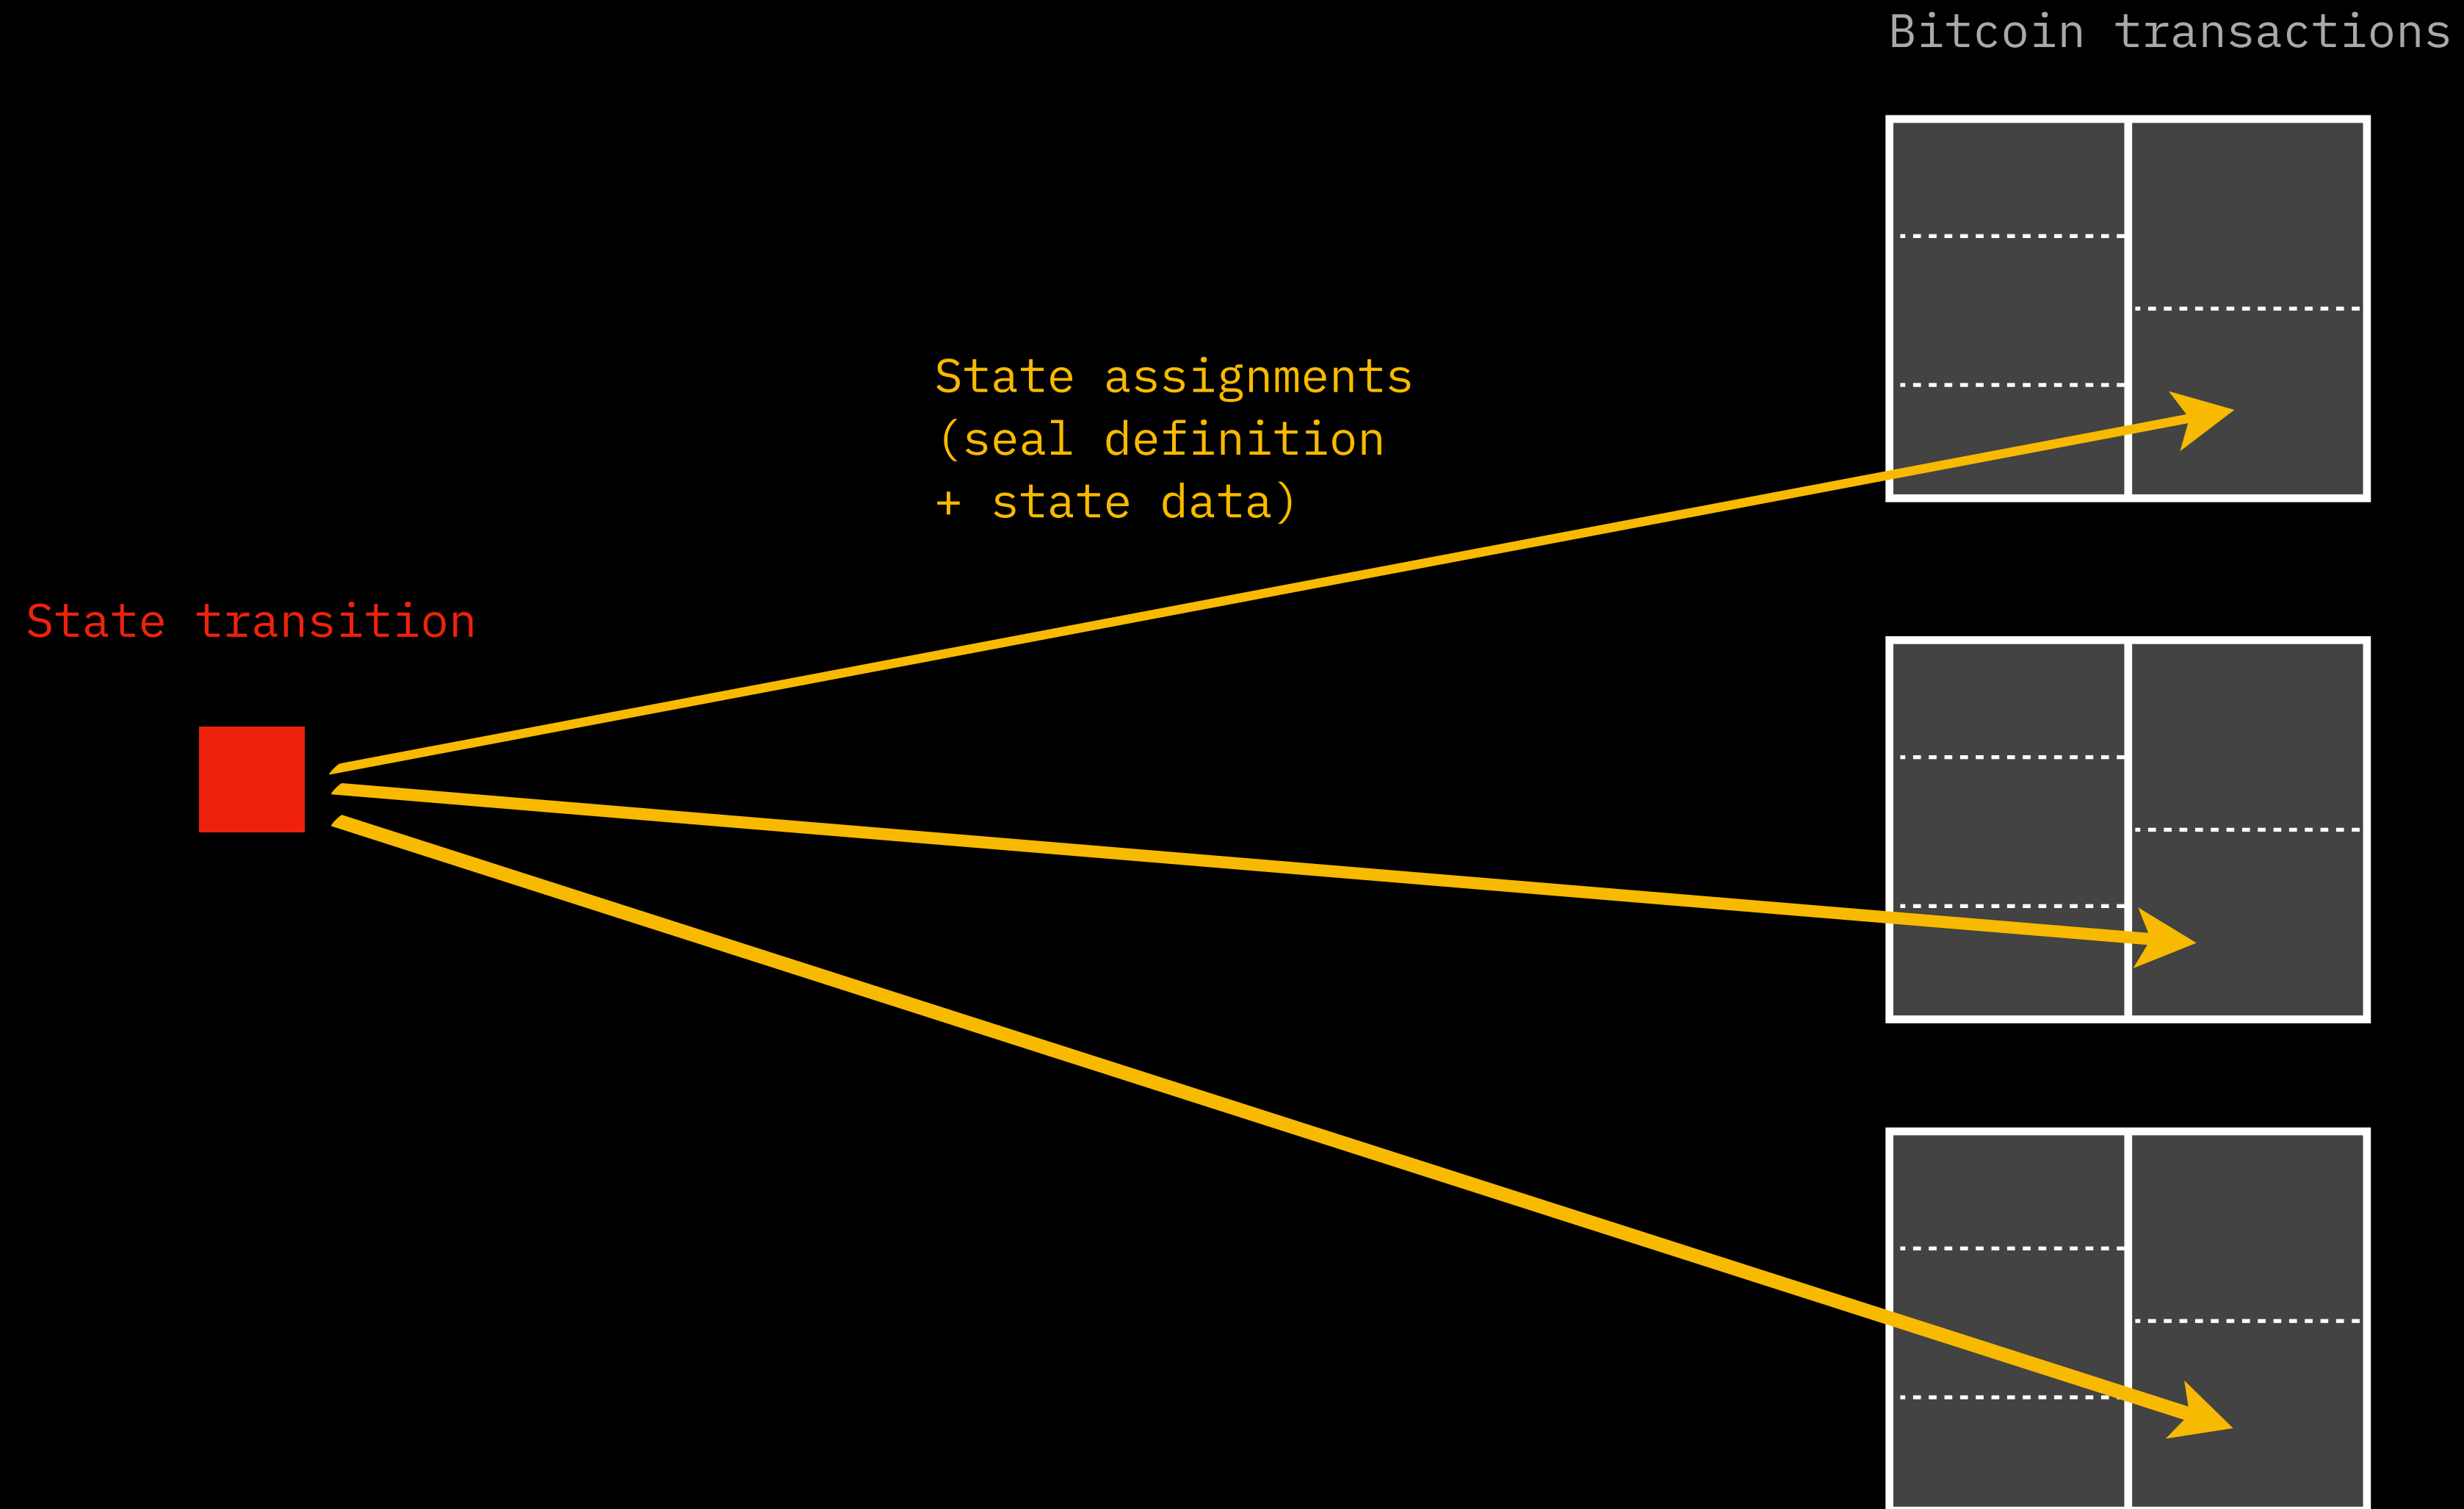 Bitcoin transactions
State assignments
(seal definition
+ state data)
State transition